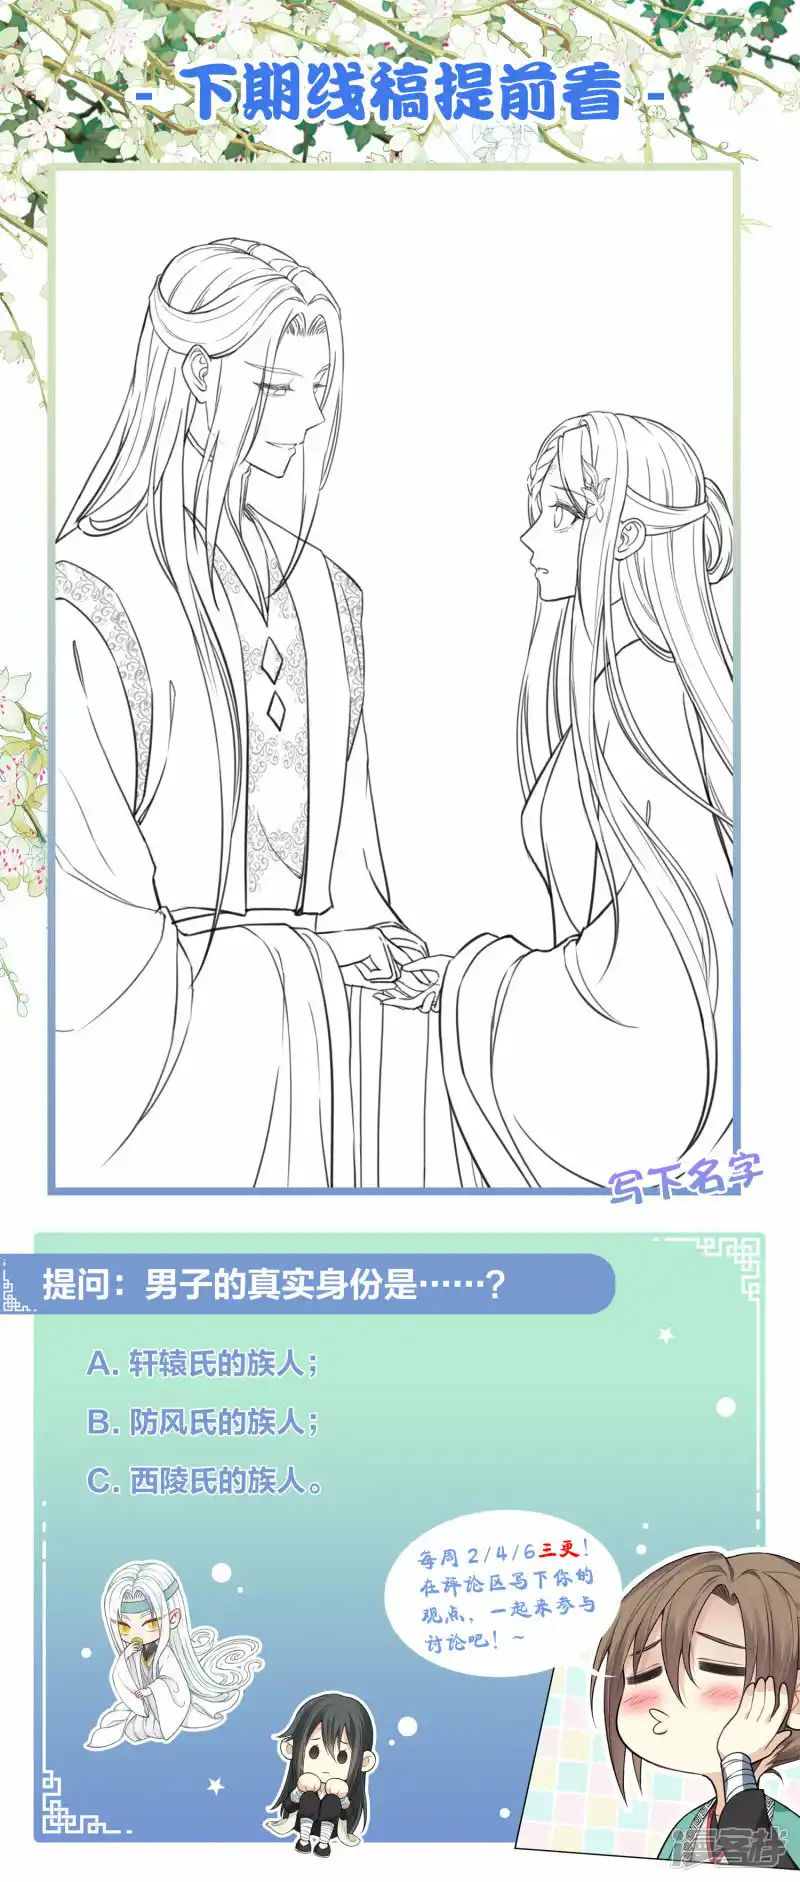 - 下期线稿提前看 -
写下名字
提问：男子的真实身份是……？
A. 轩辕氏的族人；
B. 防风氏的族人；
C. 西陵氏的族人。
每周 2/4/6三更！
在评论区写下你的
观点，一起来参与
讨论吧！~
漫客栈